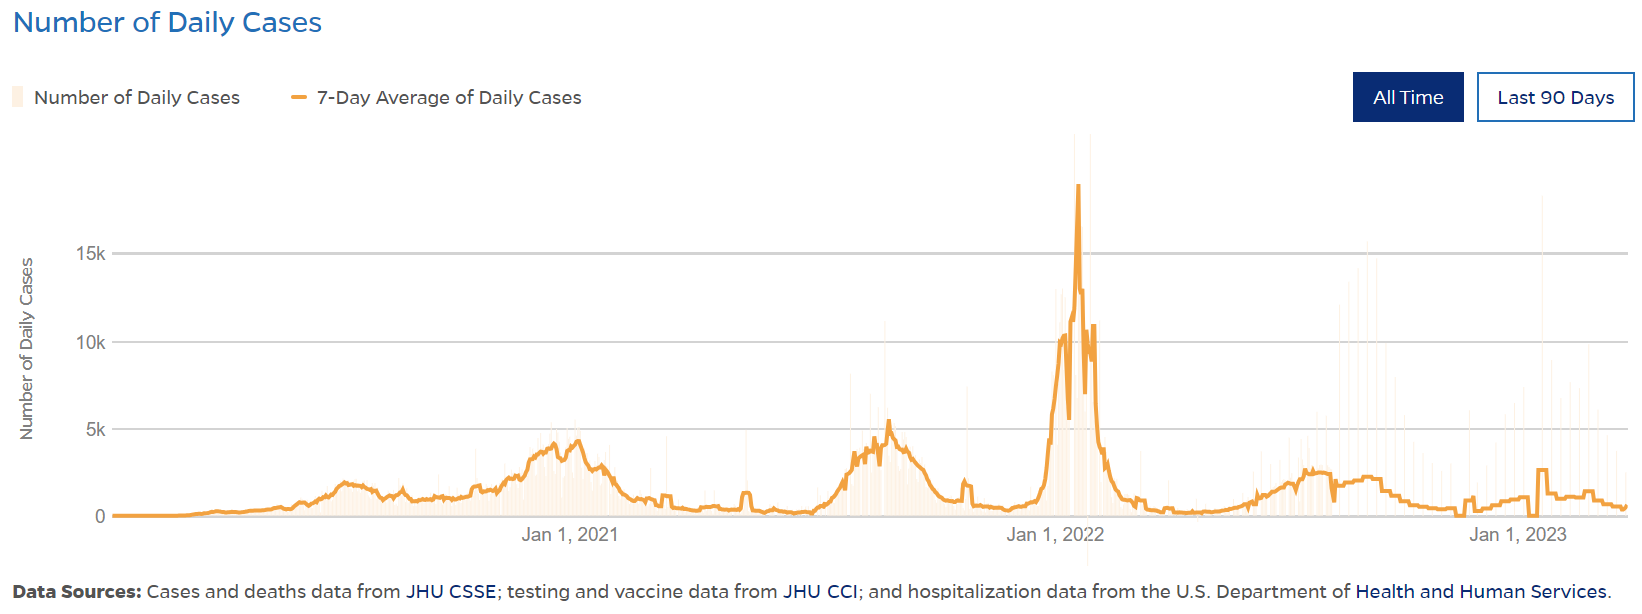 Number of Daily Cases
Number of Daily Cases
7-Day Average of Daily Cases
All Time
Last 90 Days
Number of Daily Cases
15k
10k
5k
0
Jan 1, 2021
Jan 1, 2022
Jan 1, 2023
Data Sources: Cases and deaths data from JHU CSSE; testing and vaccine data from JHU CCI; and hospitalization data from the U.S. Department of Health and Human Services.